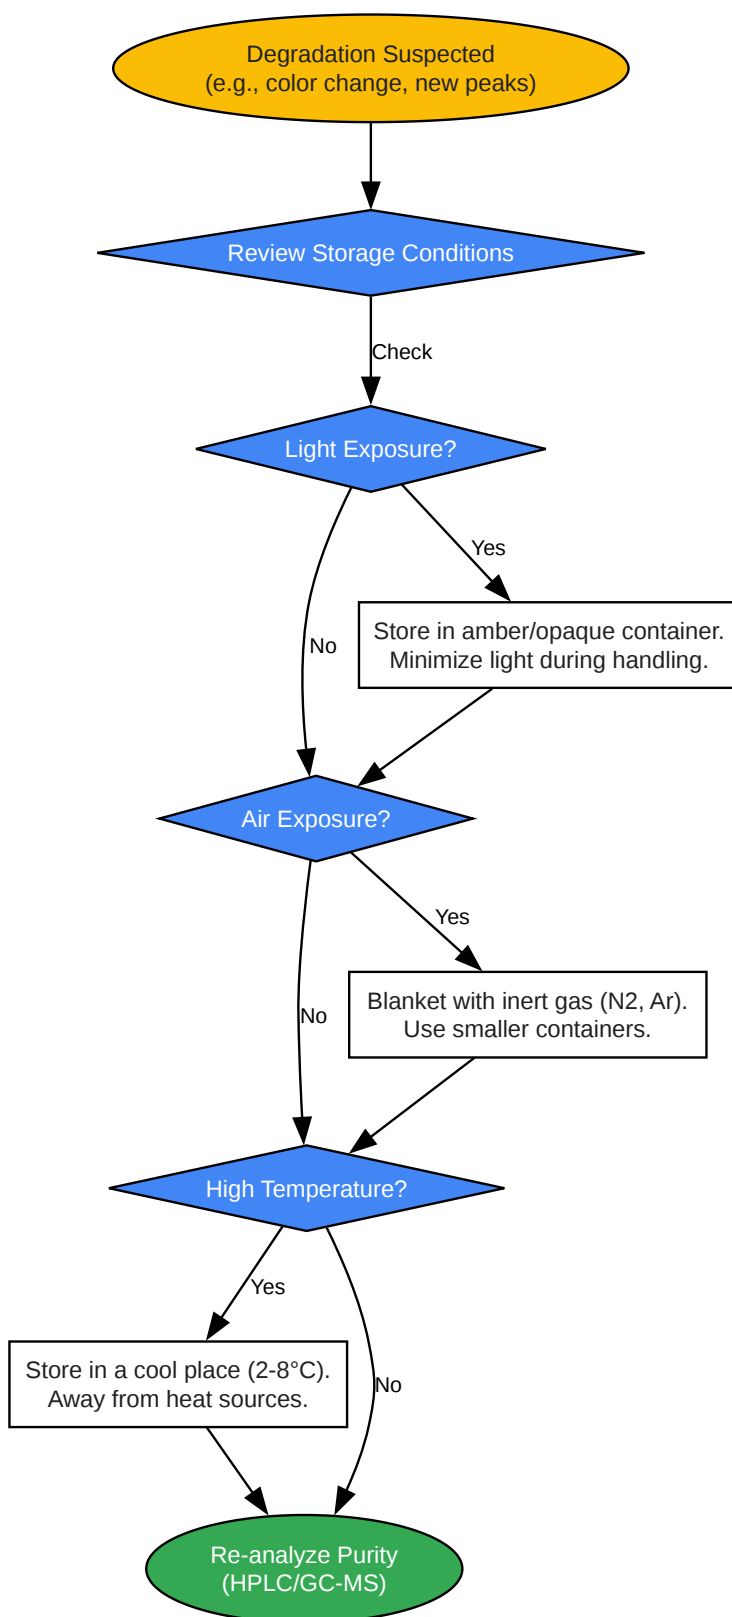 Degradation Suspected
(e.g., color change, new peaks)
Review Storage Conditions
Check
Light Exposure?
Yes
Store in amber/opaque container.
Minimize light during handling.
No
Air Exposure?
Yes
Blanket with inert gas (N2, Ar).
Use smaller containers.
No
High Temperature?
Yes
Store in a cool place (2-8°C).
Away from heat sources.
No
Re-analyze Purity
(HPLC/GC-MS)